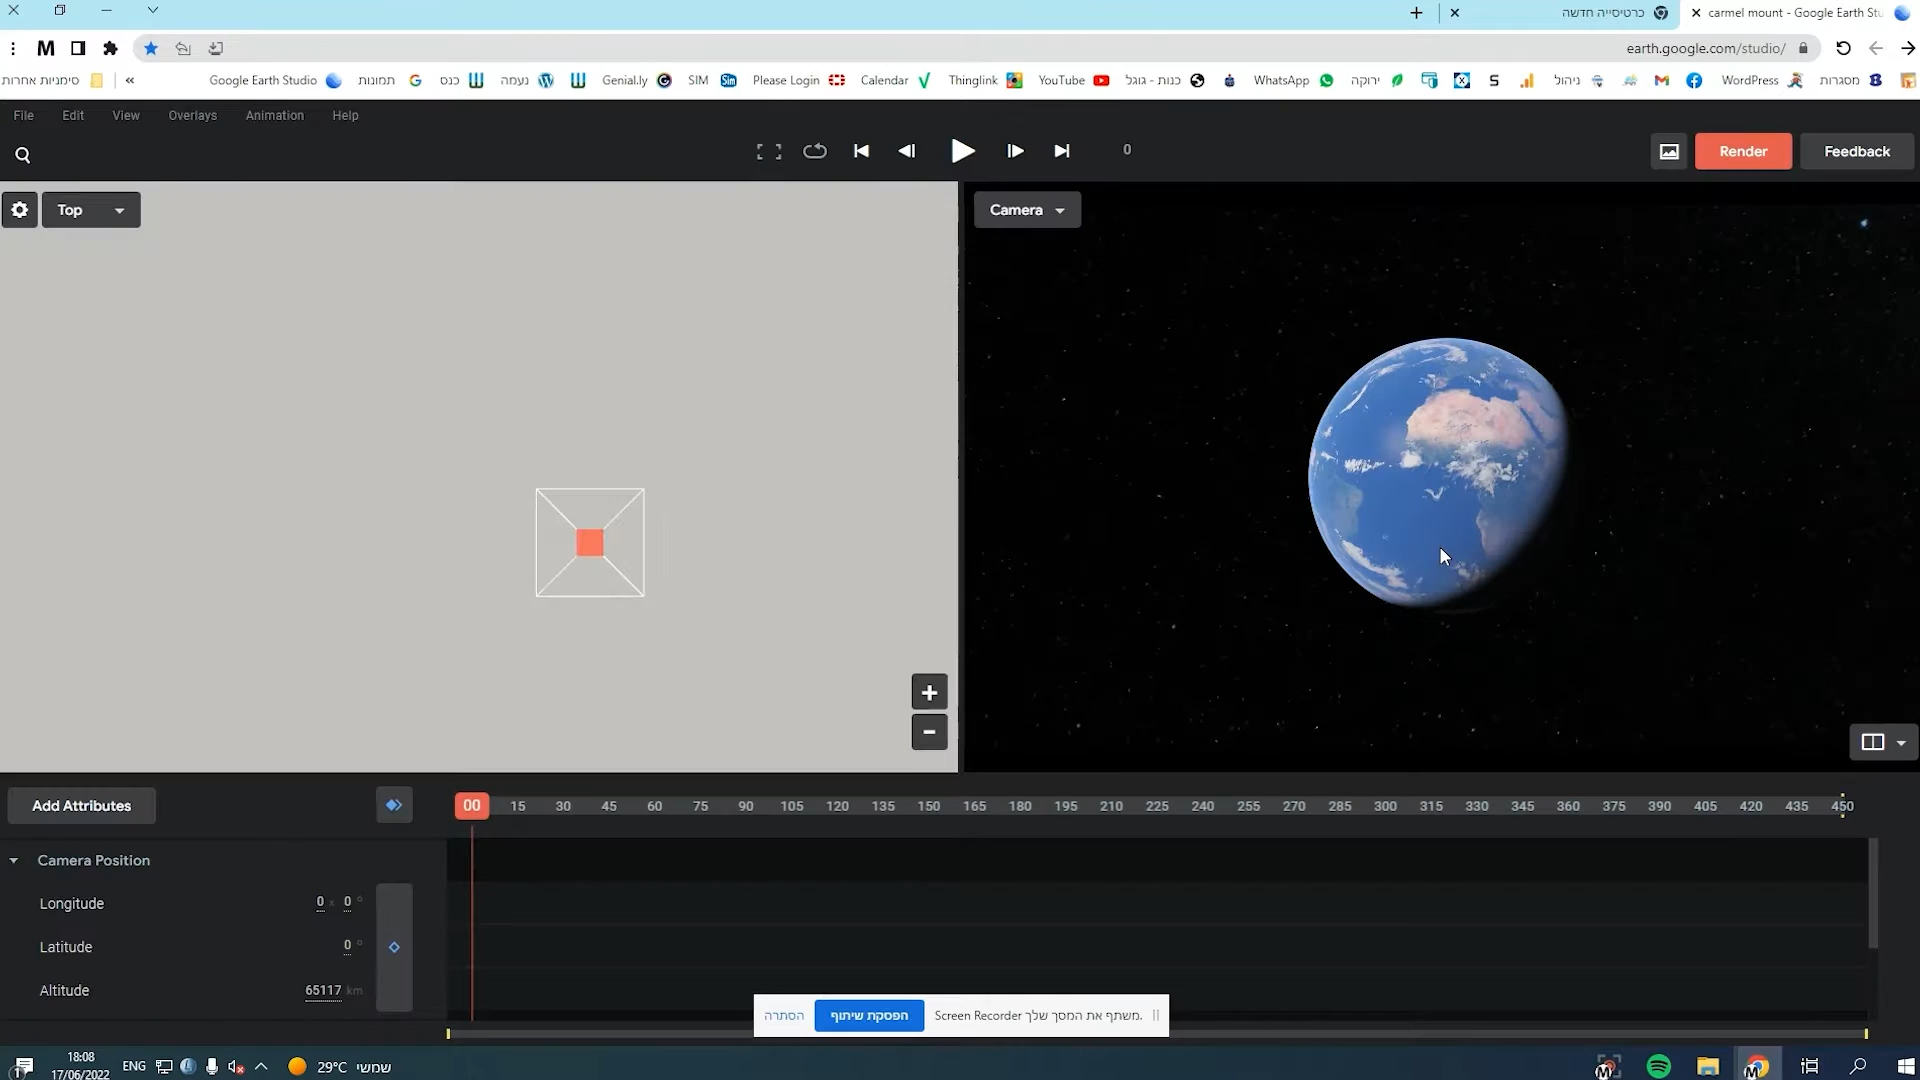 כרטיסייה חדשה
carmel mount - Google Earth Stu
earth.google.com/studio/
M
סימניות אחרות
»
Google Earth Studio
תמונות
כנס
נעמה
Genial.ly
SIM
Please Login
Calendar
Thinglink
YouTube
כנות - גוגל
WhatsApp
ירוקה
ניהול
WordPress
מסגרות
File Edit View Overlays Animation Help
0
Render
Feedback
Top
Camera
+
-
Add Attributes
00 15 30 45 60 75 90 105 120 135 150 165 180 195 210 225 240 255 270 285 300 315 330 345 360 375 390 405 420 435 450
Camera Position
Longitude 0 x 0 °
Latitude 0 °
Altitude 65117 km
הסתרה
הפסקת שיתוף
Screen Recorder משתף את המסך שלך.
18:08
17/06/2022
ENG
29°C שמשי